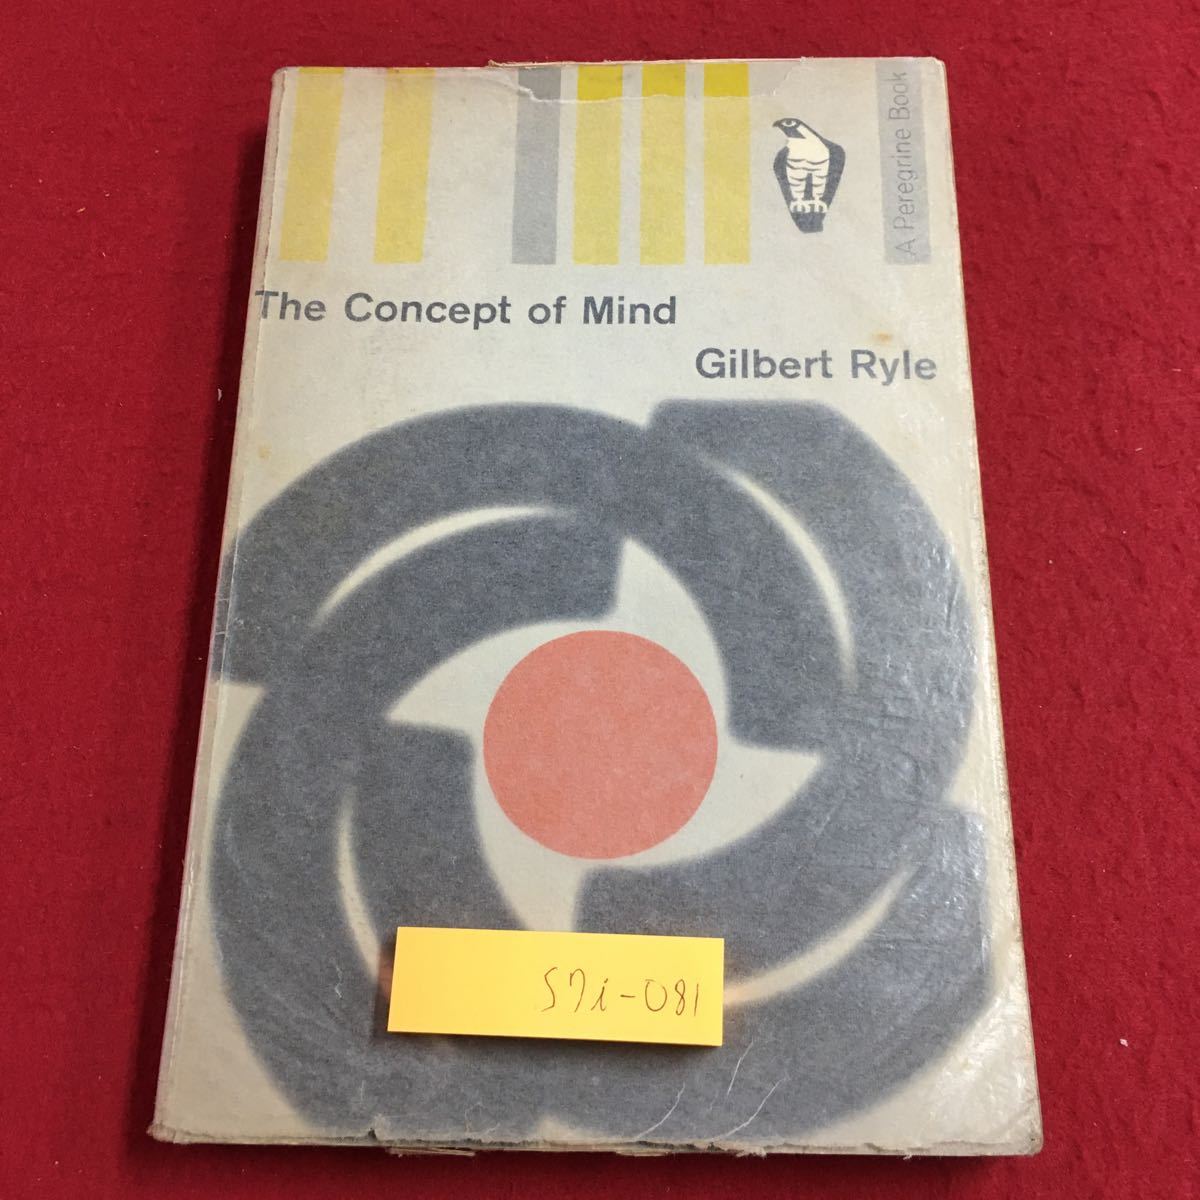 A Peregrine Book
The Concept of Mind
Gilbert Ryle
S7i-081